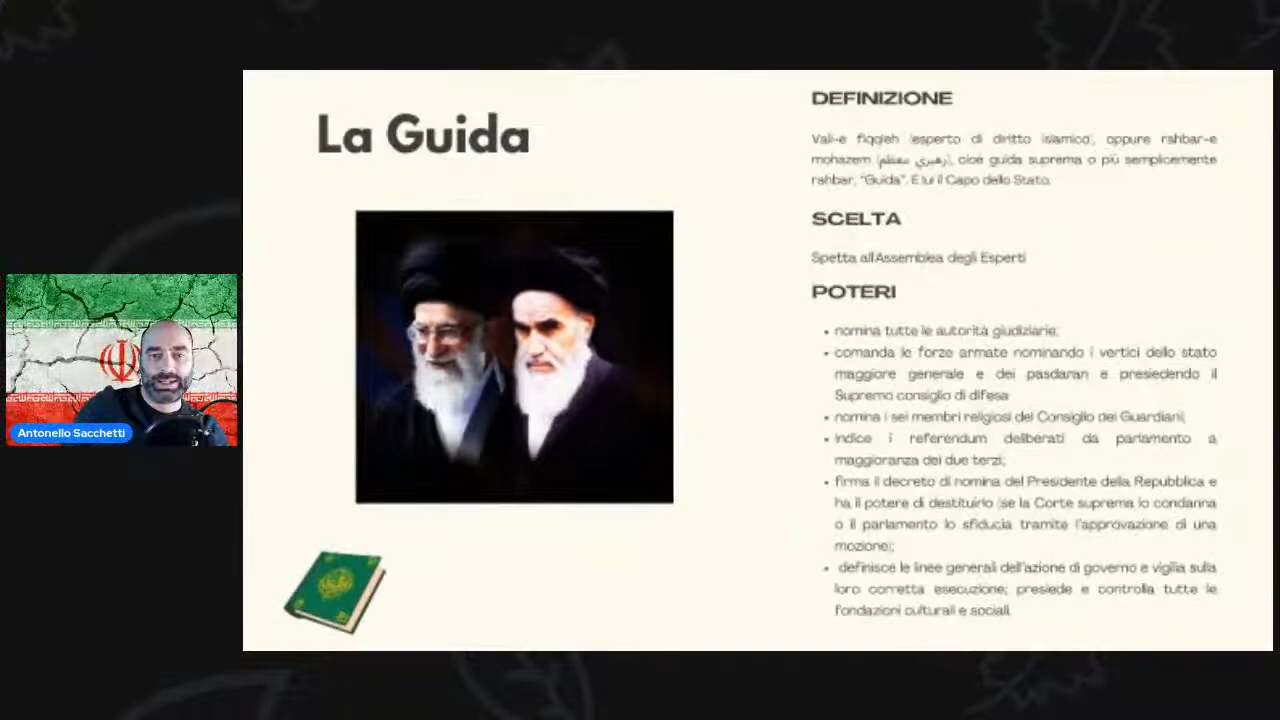 La Guida
DEFINIZIONE
Vali-e fiqqieh (esperto di diritto islamico), oppure rahbar-e
mohazem (رهبری معظم), cioè guida suprema o più semplicemente
rahbar, "Guida". È lui il Capo dello Stato.
SCELTA
Spetta all'Assemblea degli Esperti
POTERI
• nomina tutte le autorità giudiziarie;
• comanda le forze armate nominando i vertici dello stato
maggiore generale e dei pasdaran e presiedendo il
Supremo consiglio di difesa
• nomina i sei membri religiosi del Consiglio dei Guardiani;
• indice i referendum deliberati da parlamento a
maggioranza dei due terzi;
• firma il decreto di nomina del Presidente della Repubblica e
ha il potere di destituirlo (se la Corte suprema lo condanna
o il parlamento lo sfiducia tramite l'approvazione di una
mozione);
• definisce le linee generali dell'azione di governo e vigila sulla
loro corretta esecuzione; presiede e controlla tutte le
fondazioni culturali e sociali.
Antonello Sacchetti